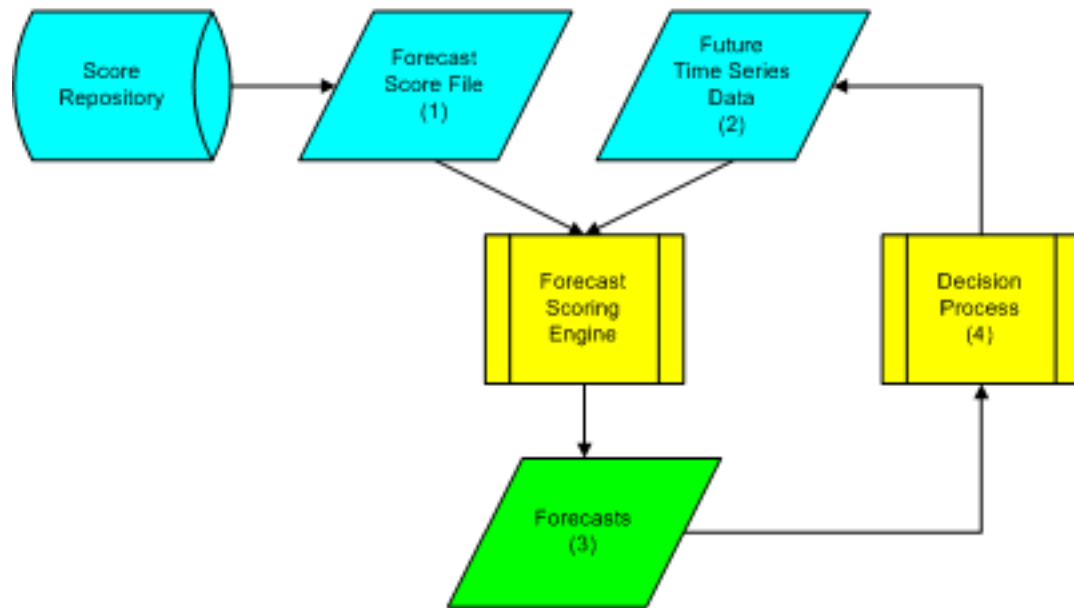 Score
Repository
Forecast
Score File
(1)
Future
Time Series
Data
(2)
Forecast
Scoring
Engine
Decision
Process
(4)
Forecasts
(3)